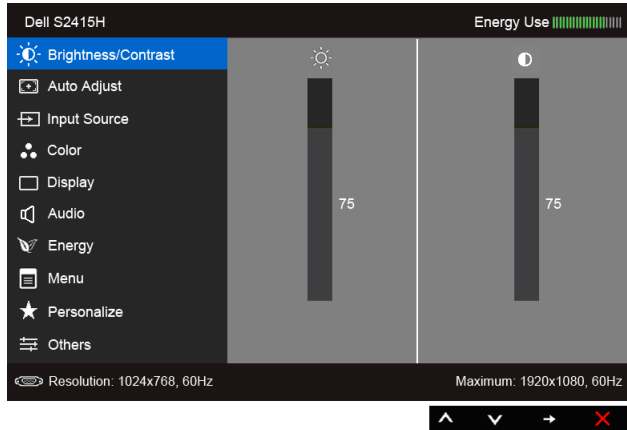 Dell S2415H
Energy Use
Brightness/Contrast
Auto Adjust
Input Source
Color
Display
Audio
Energy
Menu
Personalize
Others
75
75
Resolution: 1024x768, 60Hz
Maximum: 1920x1080, 60Hz